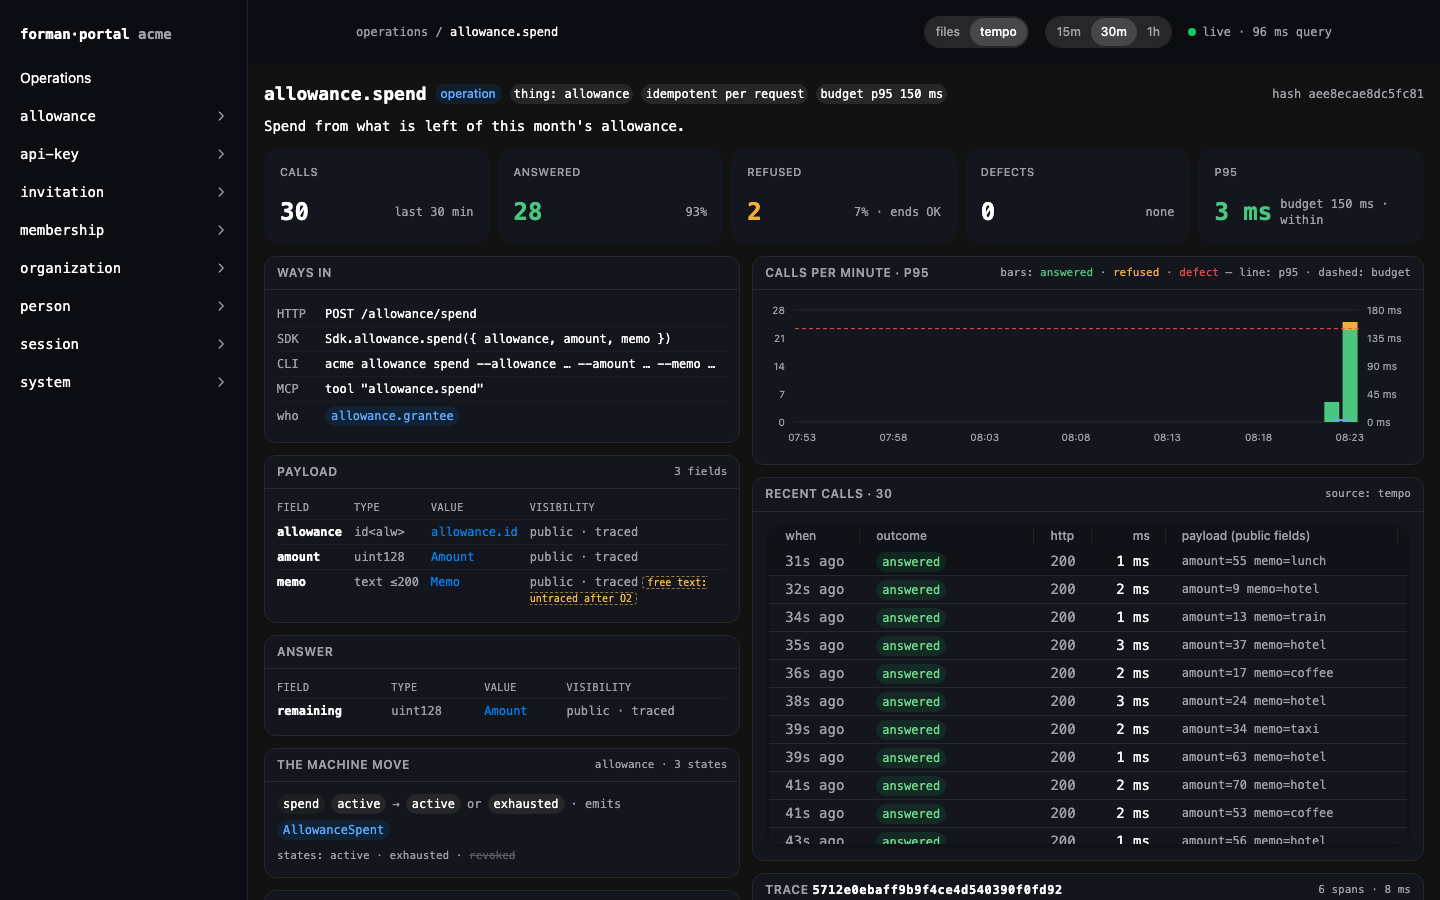 forman·portal acme
Operations
allowance
api-key
invitation
membership
organization
person
session
system
operations / allowance.spend
files tempo
15m 30m 1h
live · 96 ms query
allowance.spend operation thing: allowance idempotent per request budget p95 150 ms
hash aee8ecae8dc5fc81
Spend from what is left of this month's allowance.
CALLS
30 last 30 min
ANSWERED
28 93%
REFUSED
2 7% · ends OK
DEFECTS
0 none
P95
3 ms budget 150 ms · within
WAYS IN
HTTP POST /allowance/spend
SDK Sdk.allowance.spend({ allowance, amount, memo })
CLI acme allowance spend --allowance … --amount … --memo …
MCP tool "allowance.spend"
who allowance.grantee
PAYLOAD 3 fields
FIELD TYPE VALUE VISIBILITY
allowance id<alw> allowance.id public · traced
amount uint128 Amount public · traced
memo text ≤200 Memo public · traced free text:
untraced after O2
ANSWER
FIELD TYPE VALUE VISIBILITY
remaining uint128 Amount public · traced
THE MACHINE MOVE allowance · 3 states
spend active → active or exhausted · emits
AllowanceSpent
states: active · exhausted · revoked
CALLS PER MINUTE · P95 bars: answered · refused · defect — line: p95 · dashed: budget
28 180 ms
21 135 ms
14 90 ms
7 45 ms
0 0 ms
07:53 07:58 08:03 08:08 08:13 08:18 08:23
RECENT CALLS · 30 source: tempo
when outcome http ms payload (public fields)
31s ago answered 200 1 ms amount=55 memo=lunch
32s ago answered 200 2 ms amount=9 memo=hotel
34s ago answered 200 1 ms amount=13 memo=train
35s ago answered 200 3 ms amount=37 memo=hotel
36s ago answered 200 2 ms amount=17 memo=coffee
38s ago answered 200 3 ms amount=24 memo=hotel
39s ago answered 200 2 ms amount=34 memo=taxi
39s ago answered 200 1 ms amount=63 memo=hotel
41s ago answered 200 2 ms amount=70 memo=hotel
41s ago answered 200 2 ms amount=53 memo=coffee
43s ago answered 200 1 ms amount=56 memo=hotel
TRACE 5712e0ebaff9b9f4ce4d540390f0fd92 6 spans · 8 ms